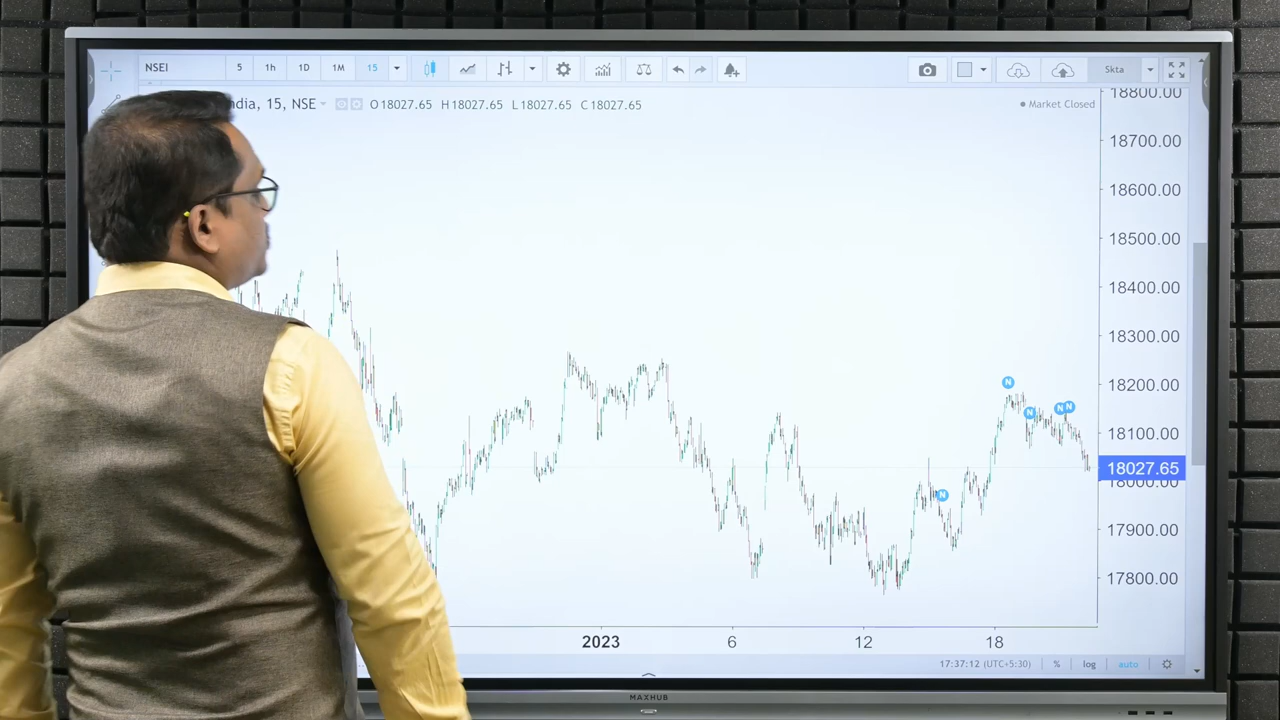 NSEI 5 1h 1D 1M 15 5kta
ndia, 15, NSE O18027.65 H18027.65 L18027.65 C18027.65 Market Closed
18800.00
18700.00
18600.00
18500.00
18400.00
18300.00
18200.00
N
N N N
18100.00
18027.65
18000.00
N
17900.00
17800.00
2023 6 12 18
17:37:12 (UTC+5:30) % log auto
MAXHUB